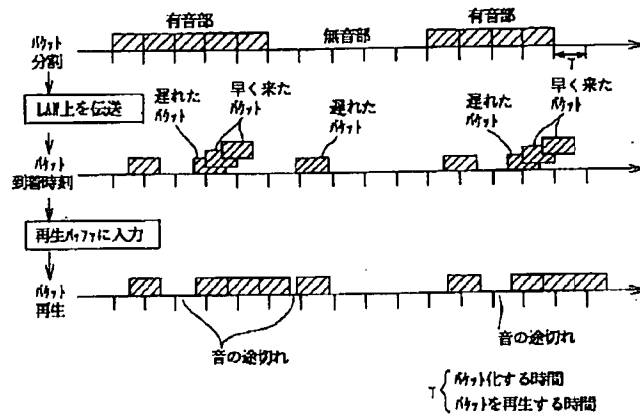 有音部
無音部
有音部
パケット
分割
T
LAN上を伝送
遅れた
パケット
早く来た
パケット
遅れた
パケット
遅れた
パケット
早く来た
パケット
パケット
到着時刻
再生バッファに入力
パケット
再生
音の途切れ
音の途切れ
T
パケット化する時間
パケットを再生する時間